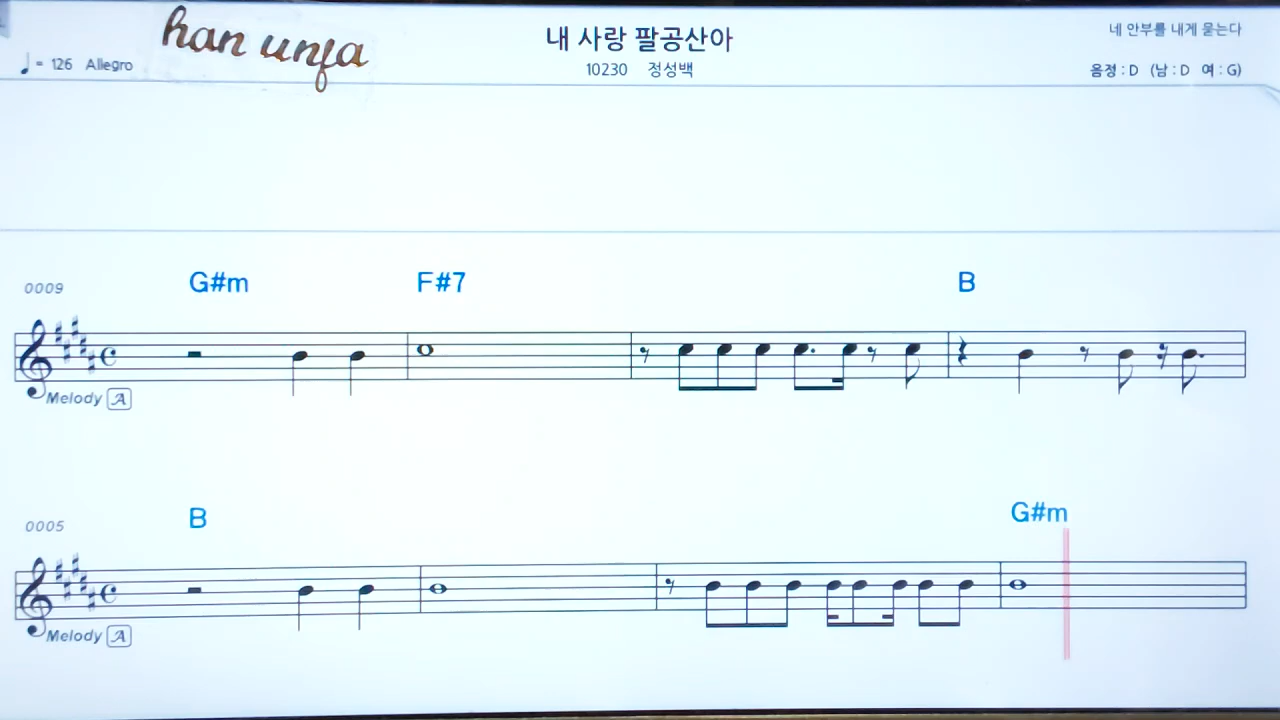 han unfa
내 사랑 팔공산아
네 안부를 내게 묻는다
♩ = 126 Allegro
10230 정성백
음정 : D (남 : D 여 : G)
0009
G#m F#7 B
Melody A
0005
B G#m
Melody A